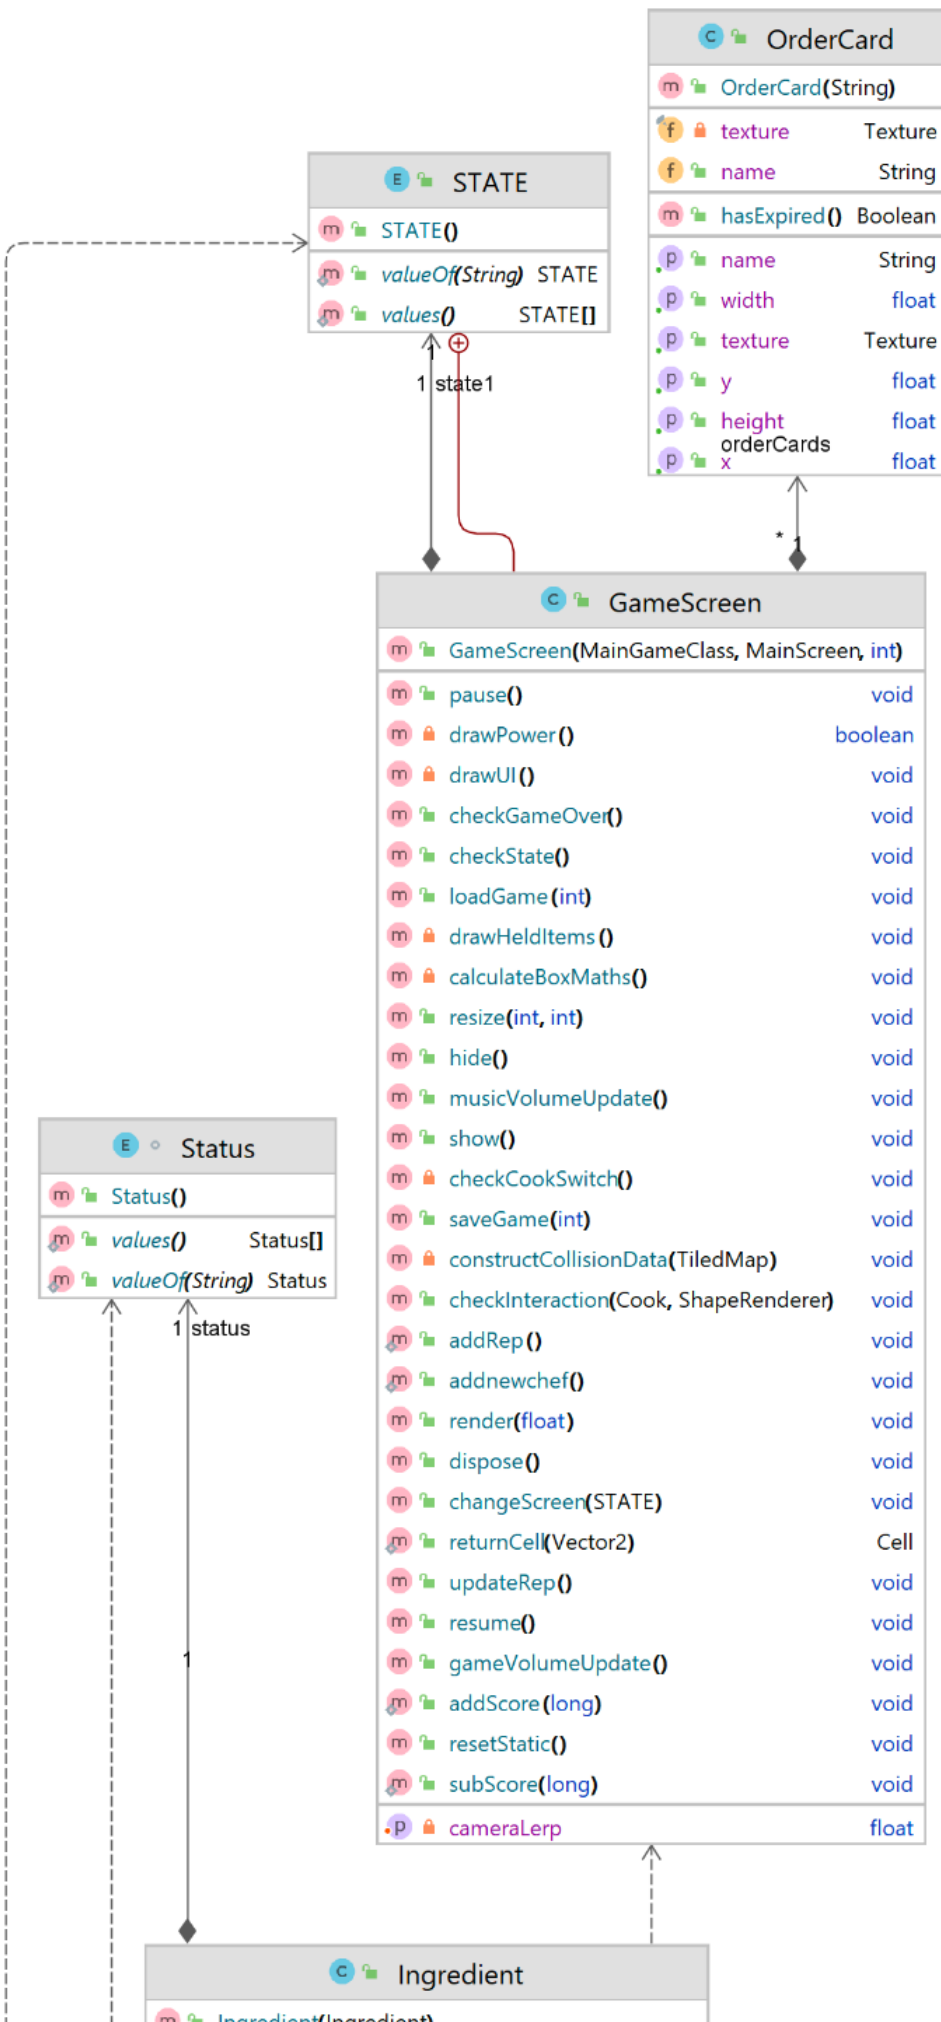 OrderCard
OrderCard(String)
texture Texture
name String
hasExpired() Boolean
name String
width float
texture Texture
y float
height float
orderCards
x float
* 1
STATE
STATE()
valueOf(String) STATE
values() STATE[]
1
1 state1
GameScreen
GameScreen(MainGameClass, MainScreen, int)
pause() void
drawPower() boolean
drawUI() void
checkGameOver() void
checkState() void
loadGame(int) void
drawHeldItems() void
calculateBoxMaths() void
resize(int, int) void
hide() void
musicVolumeUpdate() void
show() void
checkCookSwitch() void
saveGame(int) void
constructCollisionData(TiledMap) void
checkInteraction(Cook, ShapeRenderer) void
addRep() void
addnewchef() void
render(float) void
dispose() void
changeScreen(STATE) void
returnCell(Vector2) Cell
updateRep() void
resume() void
gameVolumeUpdate() void
addScore(long) void
resetStatic() void
subScore(long) void
cameraLerp float
Status
Status()
values() Status[]
valueOf(String) Status
1 status
1
Ingredient
Ingredient(Ingredient)